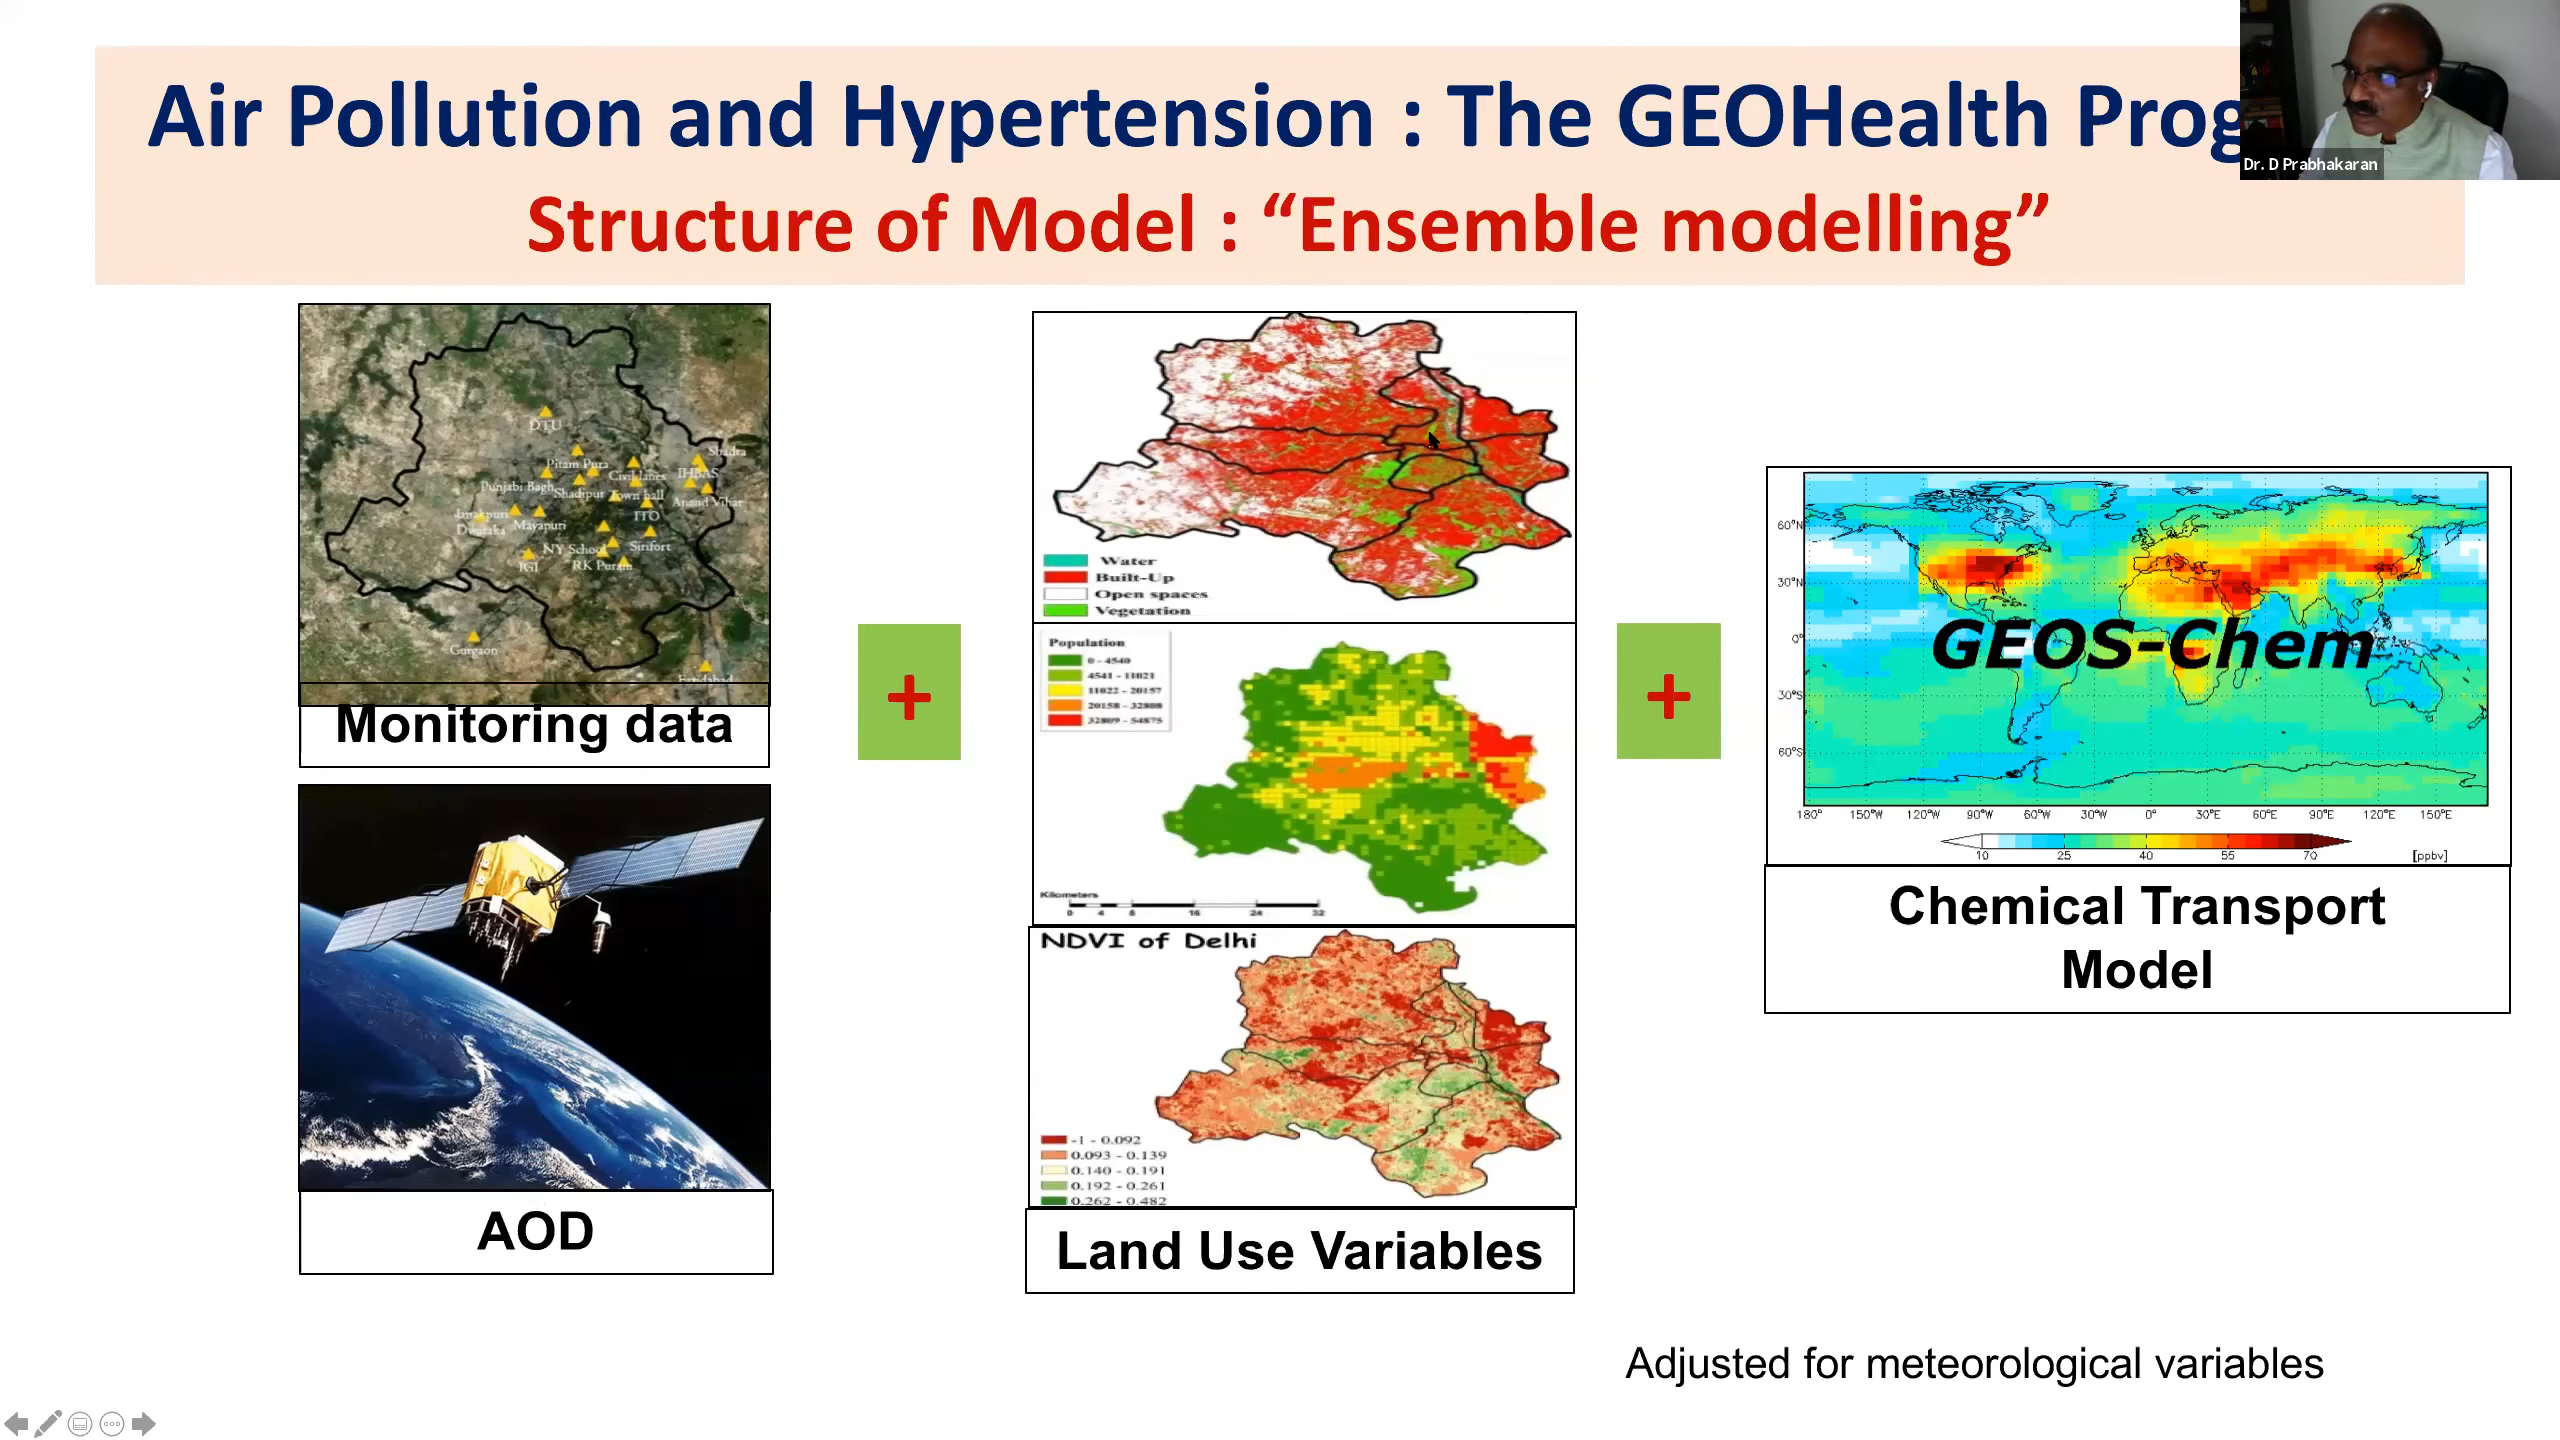 Air Pollution and Hypertension : The GEOHealth Prog
Dr. D Prabhakaran
Structure of Model : “Ensemble modelling”
DTU
Pitam Pura
Shadra
Civil lines
IHBAS
Punjabi Bagh
Shadipur
Town hall
Anand Vihar
Janakpuri
ITO
Dwaraka
Mayapuri
NY School
Sirifort
IGI
RK Puram
Gurgaon
Faridabad
Monitoring data
AOD
+
Water
Built-Up
Open spaces
Vegetation
Population
0 - 4540
4541 - 11021
11022 - 20157
20158 - 32808
32809 - 54875
Kilometers
0 4 8 16 24 32
NDVI of Delhi
-1 - 0.092
0.093 - 0.139
0.140 - 0.191
0.192 - 0.261
0.262 - 0.482
Land Use Variables
+
60°N
30°N
0°
30°S
60°S
GEOS-Chem
180° 150°W 120°W 90°W 60°W 30°W 0° 30°E 60°E 90°E 120°E 150°E
10 25 40 55 70 [ppbv]
Chemical Transport
Model
Adjusted for meteorological variables